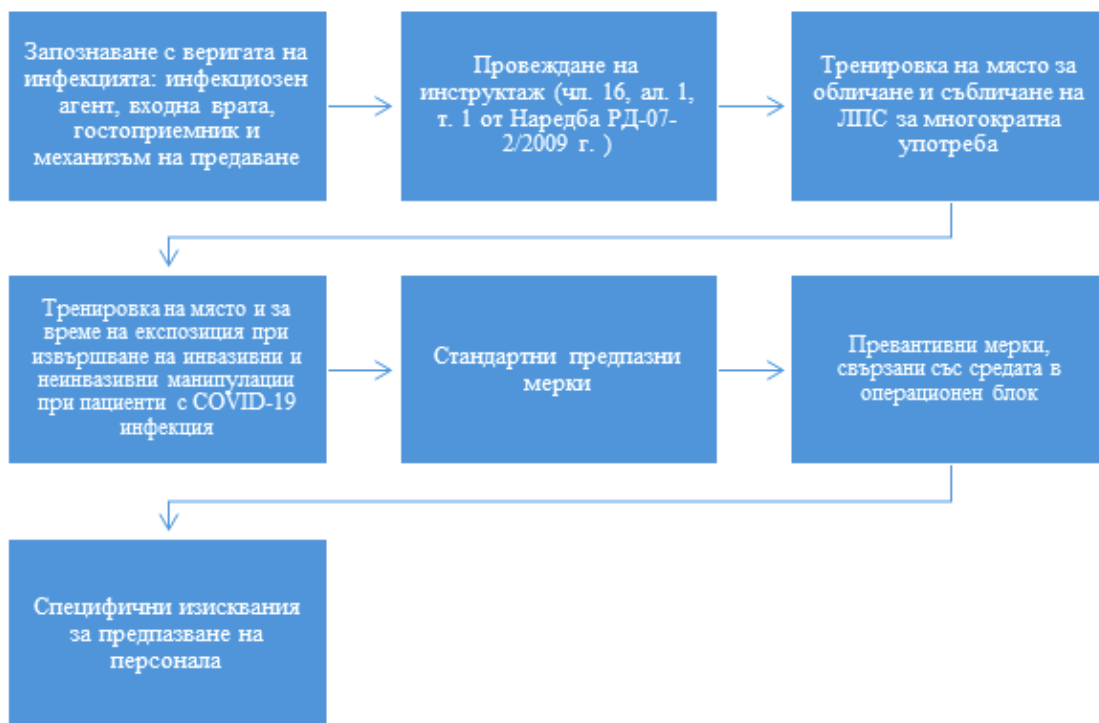 Запознаване с веригата на
инфекцията: инфекциозен
агент, входна врата,
гостоприемник и
механизъм на предаване
Провеждане на
инструктаж (чл. 16, ал. 1,
т. 1 от Наредба РД-07-
2/2009 г. )
Тренировка на място за
обличане и събличане на
ЛПС за многократна
употреба
Тренировка на място и за
време на експозиция при
извършване на инвазивни и
неинвазивни манипулации
при пациенти с COVID-19
инфекция
Стандартни предпазни
мерки
Превантивни мерки,
свързани със средата в
операционен блок
Специфични изисквания
за предпазване на
персонала